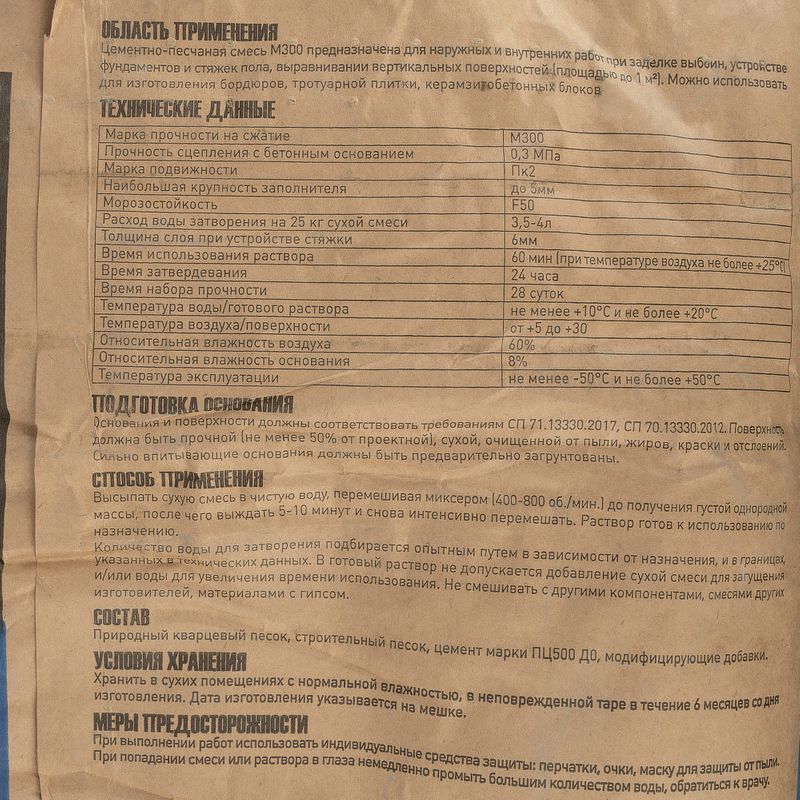 ОБЛАСТЬ ПРИМЕНЕНИЯ
Цементно-песчаная смесь М300 предназначена для наружных и внутренних работ при заделке выбоин, устройстве
фундаментов и стяжек пола, выравнивании вертикальных поверхностей (площадью до 1 м²). Можно использовать
для изготовления бордюров, тротуарной плитки, керамзитобетонных блоков
ТЕХНИЧЕСКИЕ ДАННЫЕ
Марка прочности на сжатие М300
Прочность сцепления с бетонным основанием 0,3 МПа
Марка подвижности Пк2
Наибольшая крупность заполнителя до 5мм
Морозостойкость F50
Расход воды затворения на 25 кг сухой смеси 3,5-4л
Толщина слоя при устройстве стяжки 6мм
Время использования раствора 60 мин (при температуре воздуха не более +25°С)
Время затвердевания 24 часа
Время набора прочности 28 суток
Температура воды/готового раствора не менее +10°С и не более +20°С
Температура воздуха/поверхности от +5 до +30
Относительная влажность воздуха 60%
Относительная влажность основания 8%
Температура эксплуатации не менее -50°С и не более +50°С
ПОДГОТОВКА ОСНОВАНИЯ
Основания и поверхности должны соответствовать требованиям СП 71.13330.2017, СП 70.13330.2012. Поверхность
должна быть прочной (не менее 50% от проектной), сухой, очищенной от пыли, жиров, краски и отслоений.
Сильно впитывающие основания должны быть предварительно загрунтованы.
СПОСОБ ПРИМЕНЕНИЯ
Высыпать сухую смесь в чистую воду, перемешивая миксером (400-800 об./мин.) до получения густой однородной
массы, после чего выждать 5-10 минут и снова интенсивно перемешать. Раствор готов к использованию по
назначению.
Количество воды для затворения подбирается опытным путем в зависимости от назначения, и в границах,
указанных в технических данных. В готовый раствор не допускается добавление сухой смеси для загущения
и/или воды для увеличения времени использования. Не смешивать с другими компонентами, смесями других
изготовителей, материалами с гипсом.
СОСТАВ
Природный кварцевый песок, строительный песок, цемент марки ПЦ500 Д0, модифицирующие добавки.
УСЛОВИЯ ХРАНЕНИЯ
Хранить в сухих помещениях с нормальной влажностью, в неповрежденной таре в течение 6 месяцев со дня
изготовления. Дата изготовления указывается на мешке.
МЕРЫ ПРЕДОСТОРОЖНОСТИ
При выполнении работ использовать индивидуальные средства защиты: перчатки, очки, маску для защиты от пыли.
При попадании смеси или раствора в глаза немедленно промыть большим количеством воды, обратиться к врачу.